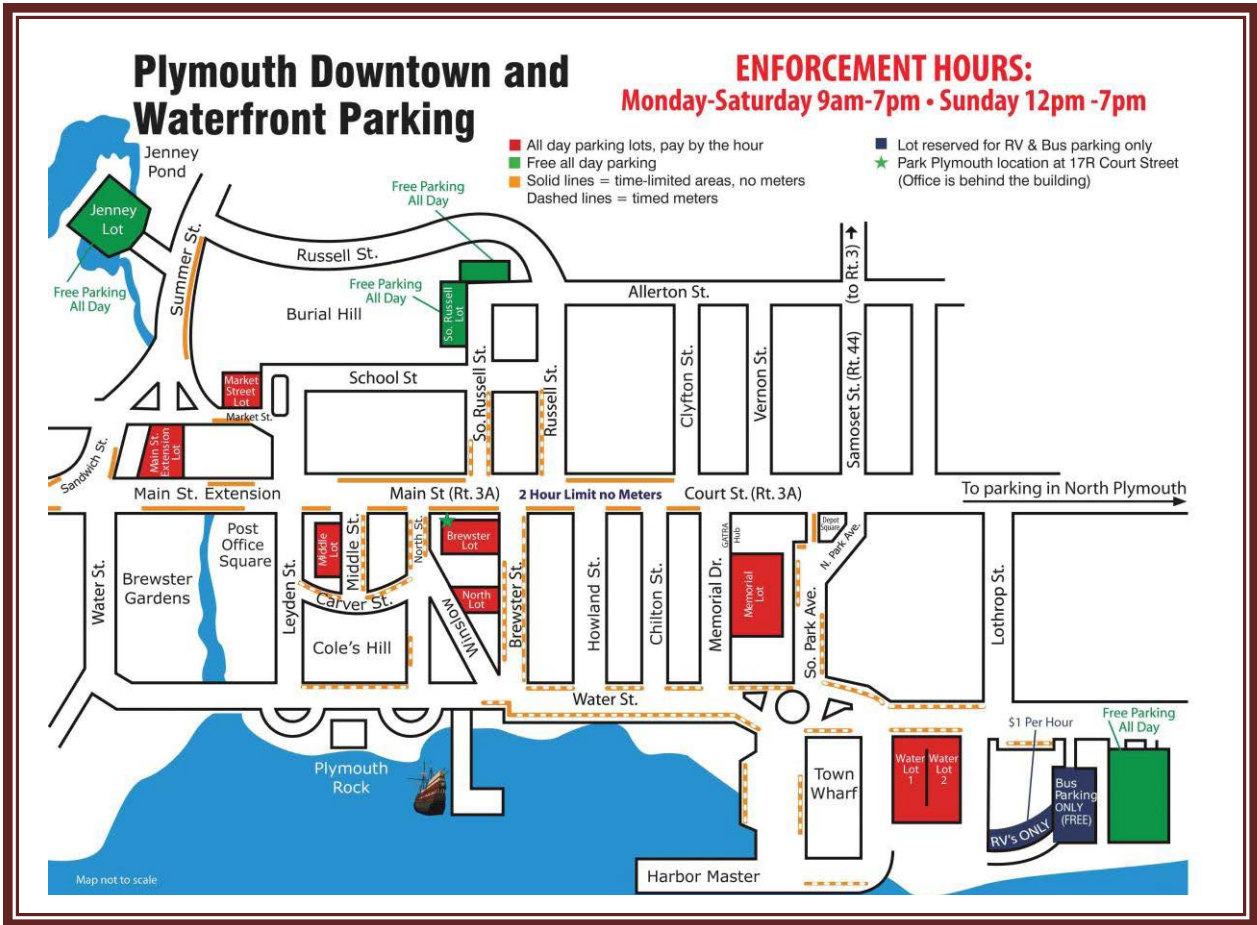 Plymouth Downtown and
Waterfront Parking
ENFORCEMENT HOURS:
Monday-Saturday 9am-7pm • Sunday 12pm -7pm
All day parking lots, pay by the hour
Free all day parking
Solid lines = time-limited areas, no meters
Dashed lines = timed meters
Lot reserved for RV & Bus parking only
Park Plymouth location at 17R Court Street
(Office is behind the building)
Jenney
Pond
Jenney
Lot
Free Parking
All Day
Summer St.
Russell St.
Free Parking
All Day
Free Parking
All Day
So. Russell
Lot
Burial Hill
Allerton St.
(to Rt. 3)
Samoset St. (Rt. 44)
Market
Street
Lot
Market St.
School St
So. Russell St.
Russell St.
Clyfton St.
Vernon St.
Sandwich St.
Main St.
Extension
Lot
Main St. Extension
Main St (Rt. 3A)
2 Hour Limit no Meters
Court St. (Rt. 3A)
To parking in North Plymouth
Water St.
Brewster
Gardens
Post
Office
Square
Leyden St.
Middle
Lot
Middle St.
North St.
Carver St.
Cole's Hill
Brewster
Lot
North
Lot
Winslow
Brewster St.
Howland St.
Chilton St.
Memorial Dr.
GATRA
Hub
Memorial
Lot
So. Park Ave.
Depot
Square
N. Park Ave.
Lothrop St.
Water St.
Plymouth
Rock
Town
Wharf
Water
Lot
1
Water
Lot
2
$1 Per Hour
RV's ONLY
Bus
Parking
ONLY
(FREE)
Free Parking
All Day
Harbor Master
Map not to scale